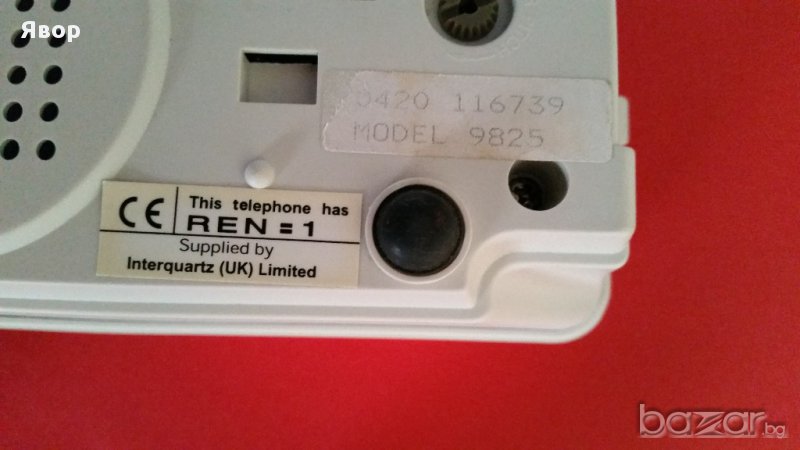 Явор
0420 116739
MODEL 9825
CE
This telephone has
REN = 1
Supplied by
Interquartz (UK) Limited
bazar.bg